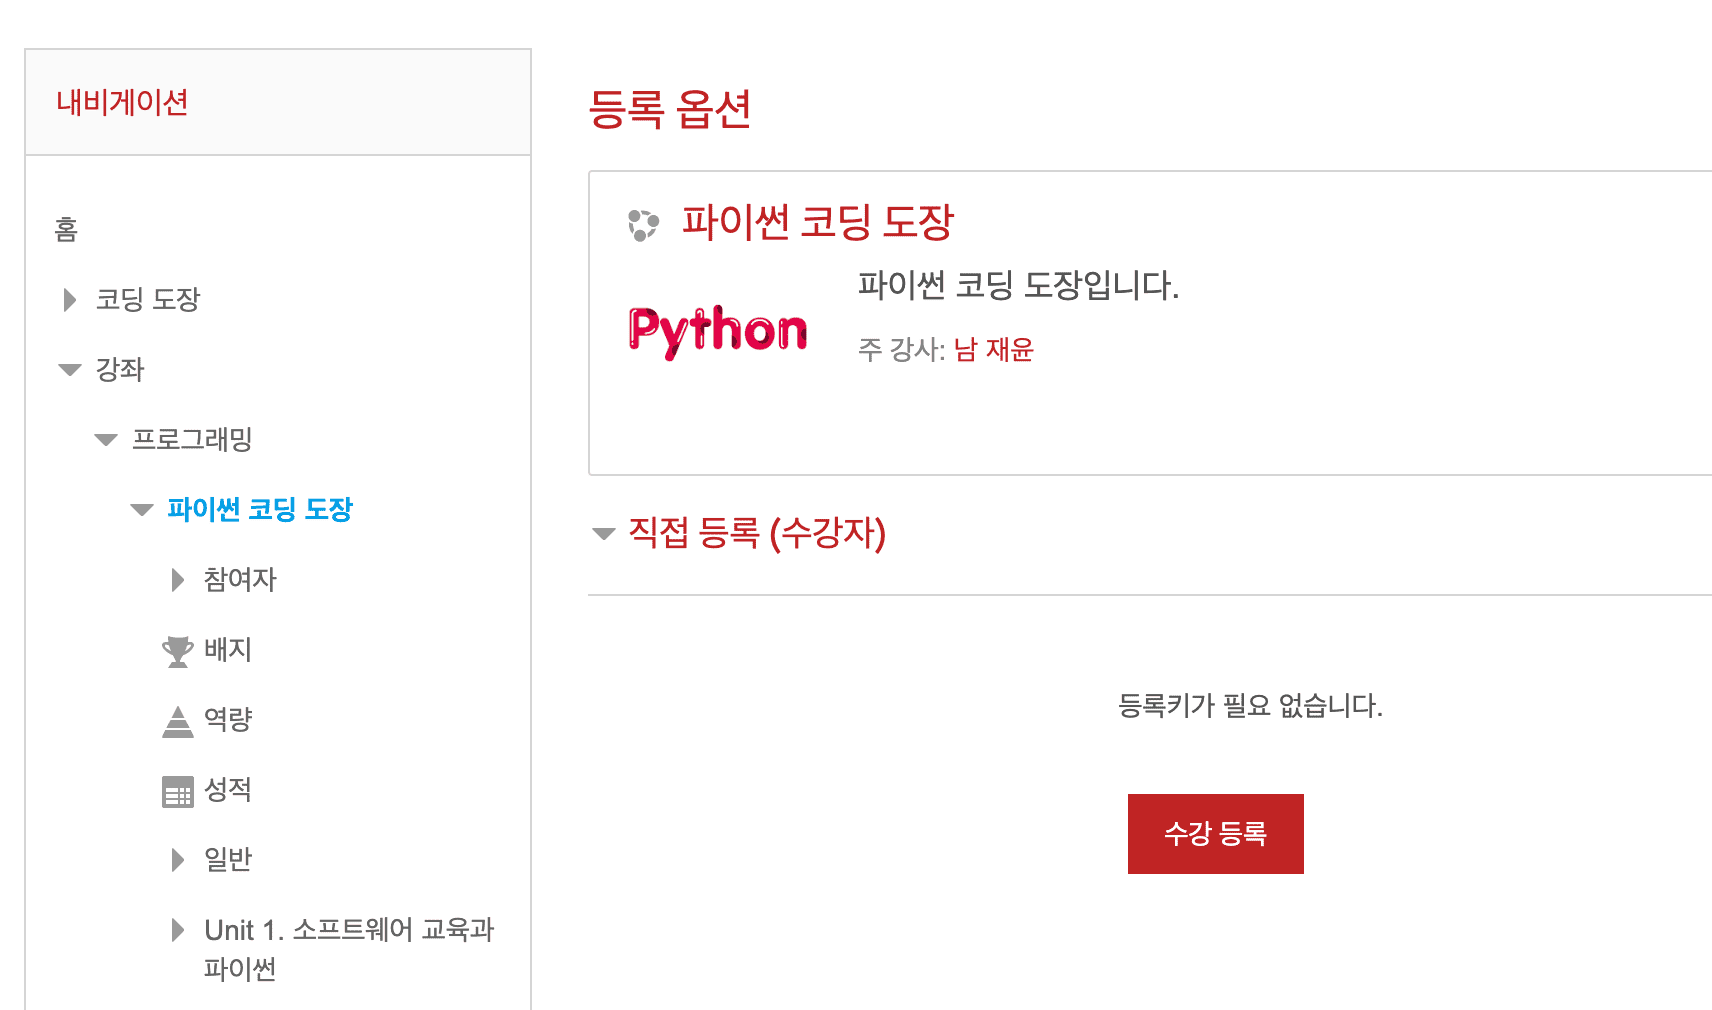 내비게이션
홈
코딩 도장
강좌
프로그래밍
파이썬 코딩 도장
참여자
배지
역량
성적
일반
Unit 1. 소프트웨어 교육과
파이썬
등록 옵션
파이썬 코딩 도장
Python
파이썬 코딩 도장입니다.
주 강사: 남 재윤
직접 등록 (수강자)
등록키가 필요 없습니다.
수강 등록